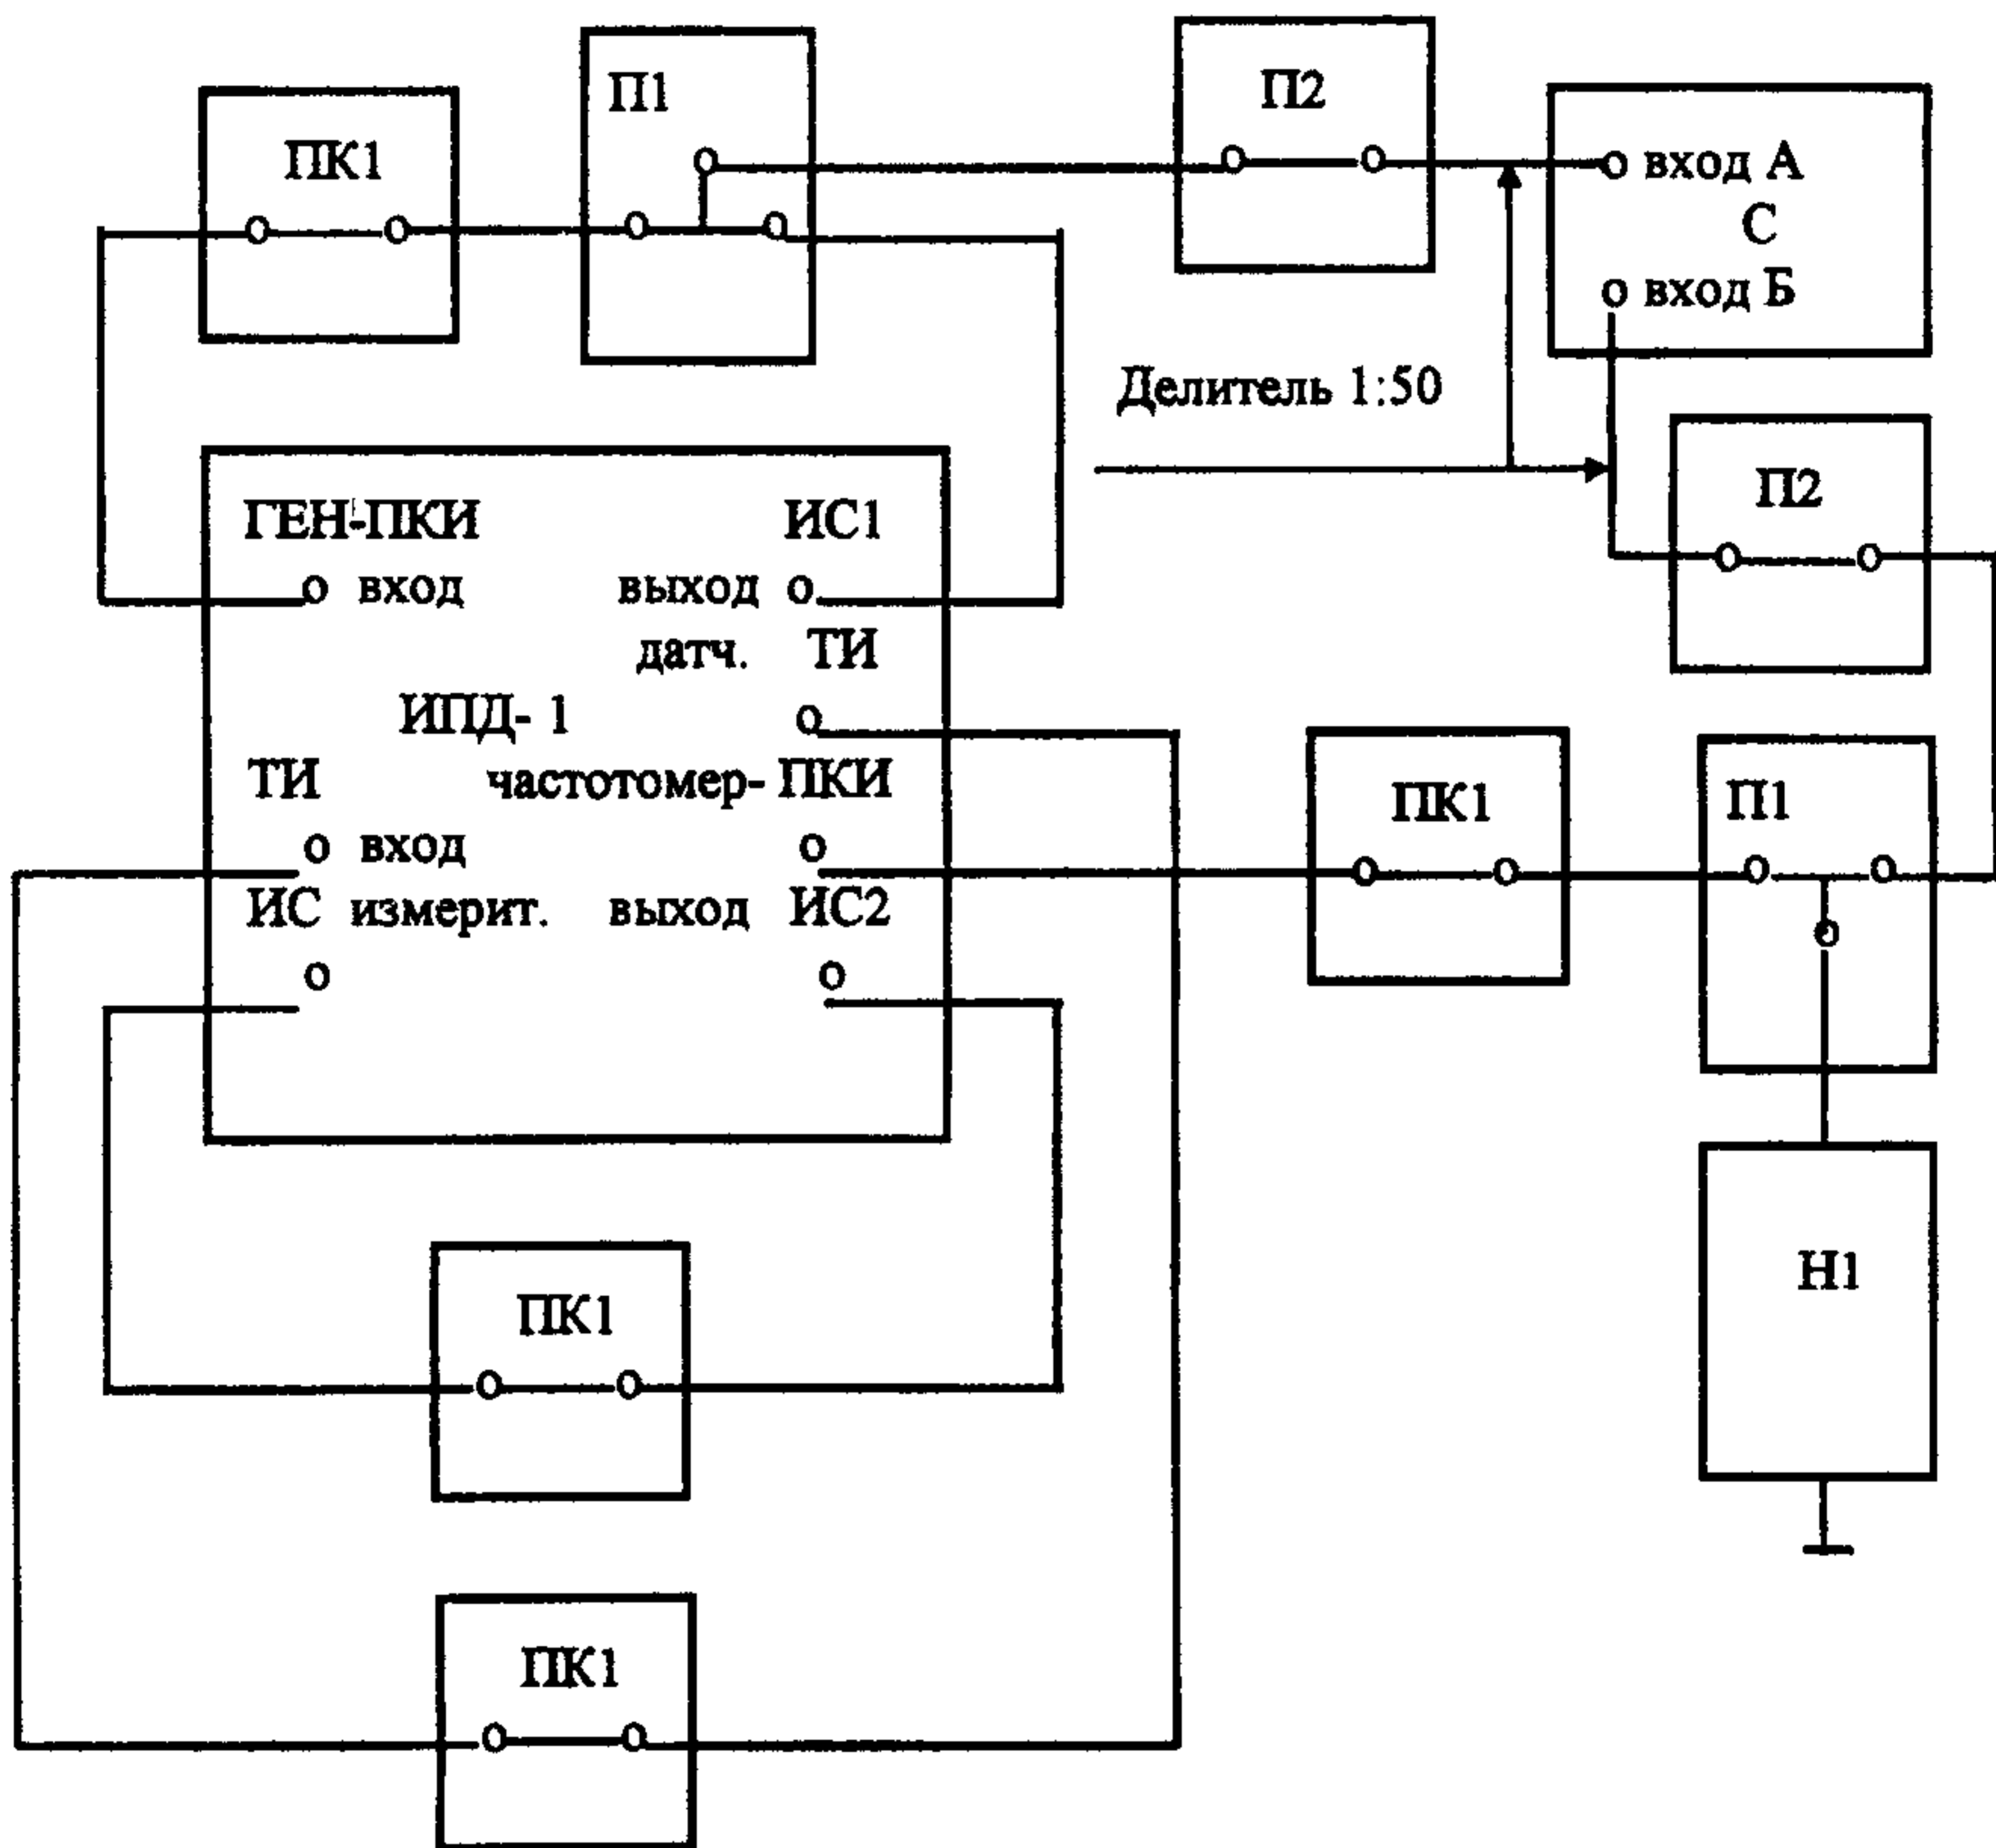 П1
П2
ПК1
вход А
С
вход Б
Делитель 1:50
П2
ГЕН-ПКИ ИС1
вход выход
датч. ТИ
ИПД- 1
ТИ частотомер- ПКИ
вход
ИС измерит. выход ИС2
ПК1
П1
Н1
ПК1
ПК1